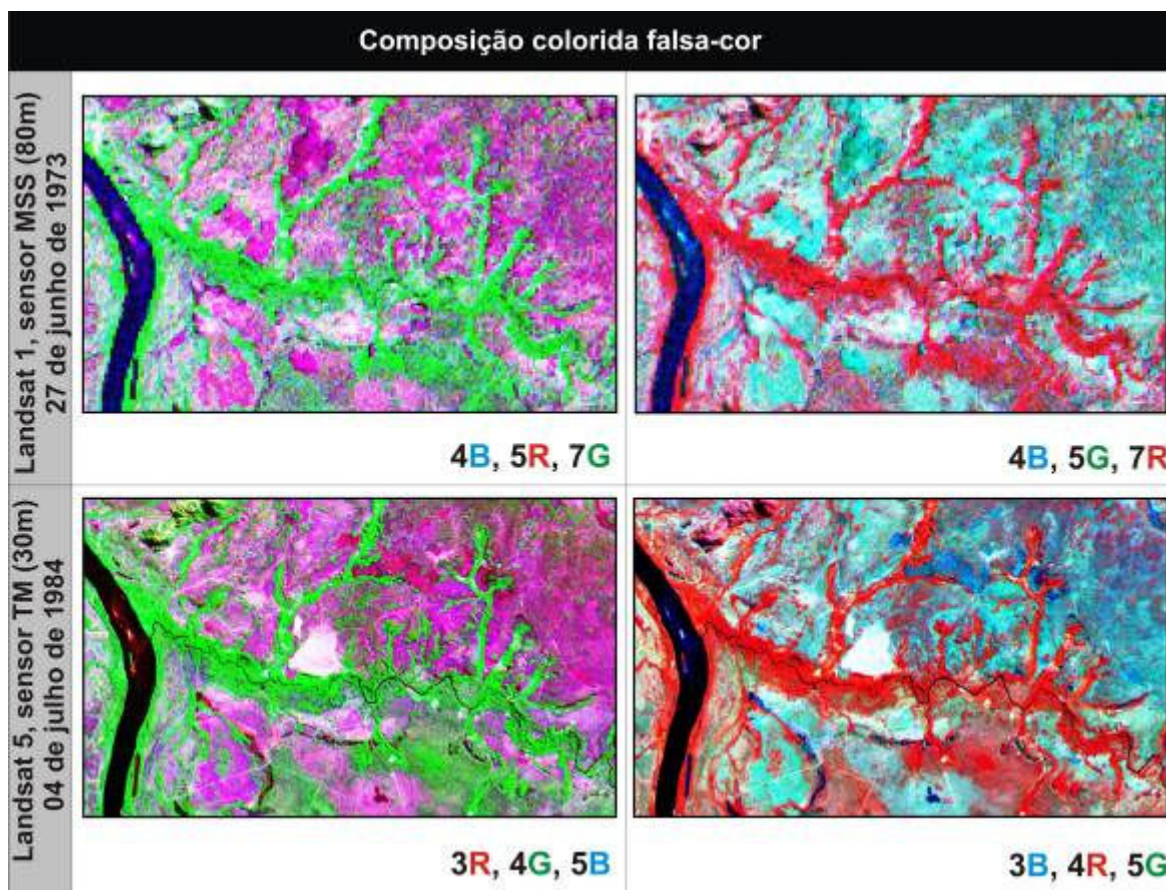 Composição colorida falsa-cor
Landsat 1, sensor MSS (80m)
27 de junho de 1973
4B, 5R, 7G
4B, 5G, 7R
Landsat 5, sensor TM (30m)
04 de julho de 1984
3R, 4G, 5B
3B, 4R, 5G